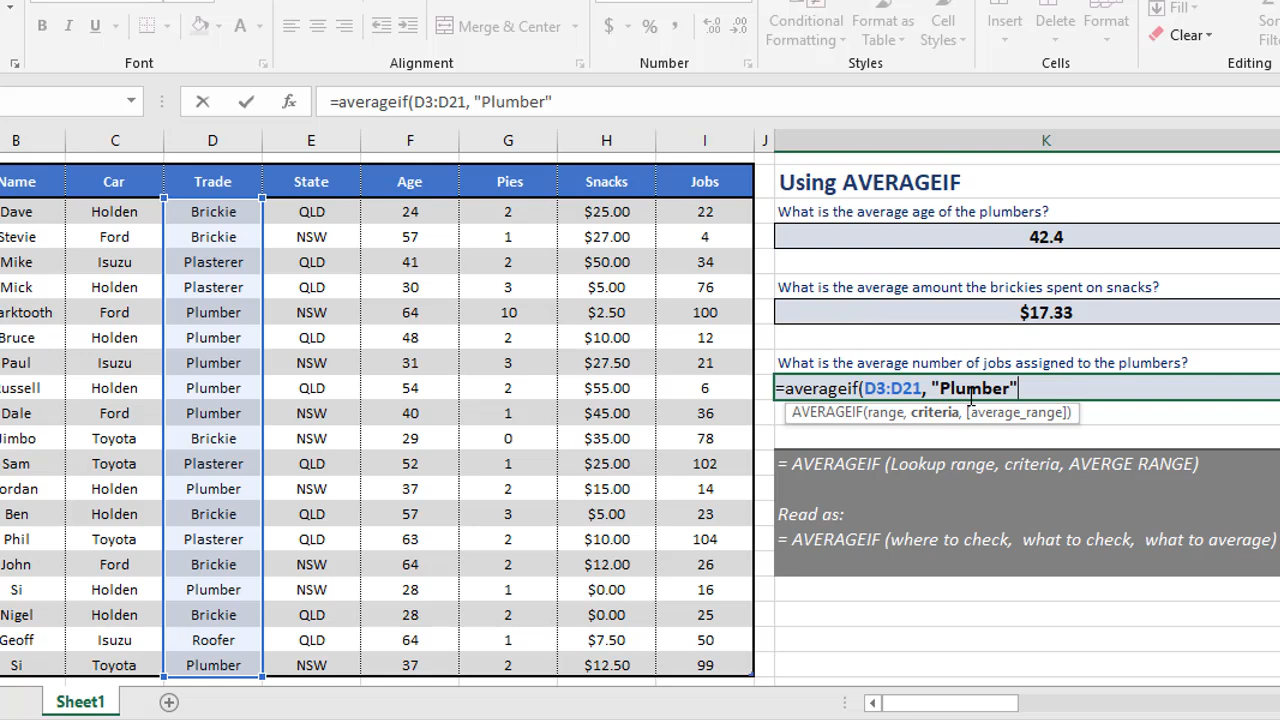 B I U A Merge & Center $ % , Conditional Format as Cell Insert Delete Format Fill
Formatting Table Styles Clear
Font Alignment Number Styles Cells Editing
fx =averageif(D3:D21, "Plumber"
B C D E F G H I J K
Name Car Trade State Age Pies Snacks Jobs Using AVERAGEIF
Dave Holden Brickie QLD 24 2 $25.00 22 What is the average age of the plumbers?
Stevie Ford Brickie NSW 57 1 $27.00 4 42.4
Mike Isuzu Plasterer QLD 41 2 $50.00 34
Mick Holden Plasterer QLD 30 3 $5.00 76 What is the average amount the brickies spent on snacks?
arktooth Ford Plumber NSW 64 10 $2.50 100 $17.33
Bruce Holden Plumber QLD 48 2 $10.00 12
Paul Isuzu Plumber NSW 31 3 $27.50 21 What is the average number of jobs assigned to the plumbers?
Russell Holden Plumber QLD 54 2 $55.00 6 =averageif(D3:D21, "Plumber"
Dale Ford Plumber NSW 40 1 $45.00 36 AVERAGEIF(range, criteria, [average_range])
Jimbo Toyota Brickie NSW 29 0 $35.00 78
Sam Toyota Plasterer QLD 52 1 $25.00 102 = AVERAGEIF (Lookup range, criteria, AVERGE RANGE)
ordan Holden Plumber NSW 37 2 $15.00 14
Ben Holden Brickie QLD 57 3 $5.00 23 Read as:
Phil Toyota Plasterer QLD 63 2 $10.00 104 = AVERAGEIF (where to check, what to check, what to average)
John Ford Brickie NSW 64 2 $12.00 26
Si Holden Plumber NSW 28 1 $0.00 16
Nigel Holden Brickie QLD 28 2 $0.00 25
Geoff Isuzu Roofer QLD 64 1 $7.50 50
Si Toyota Plumber NSW 37 2 $12.50 99
Sheet1